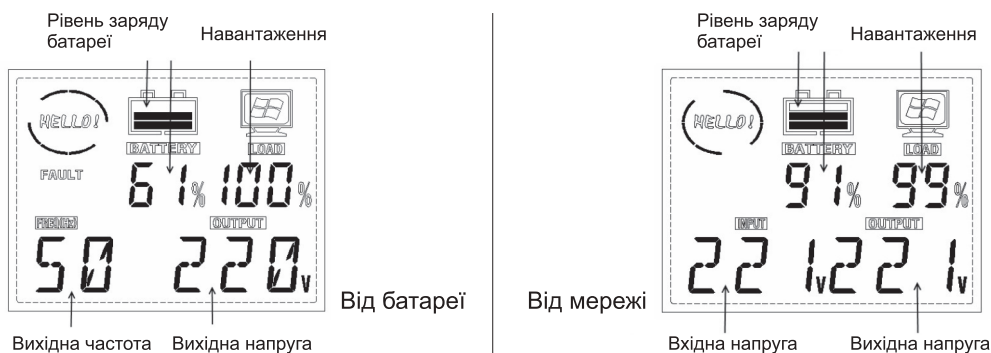 Рівень заряду
батареї
Навантаження
HELLO!
BATTERY
LOAD
FAULT
61% 100%
FREQ(Hz)
OUTPUT
50 220v
Від батареї
Вихідна частота
Вихідна напруга
Рівень заряду
батареї
Навантаження
HELLO!
BATTERY
LOAD
91% 99%
INPUT
OUTPUT
221v 221v
Від мережі
Вхідна напруга
Вихідна напруга